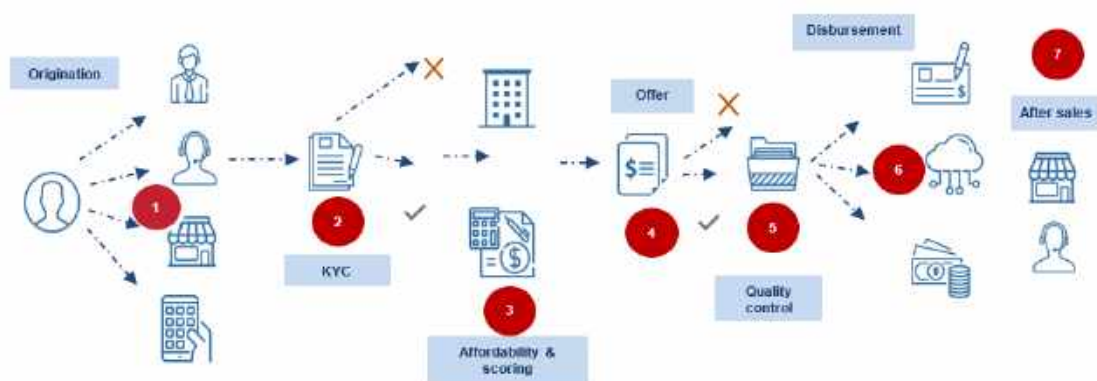 Origination
1
2
KYC
3
Affordability &
scoring
Offer
4
5
Quality
control
Disbursement
6
7
After sales